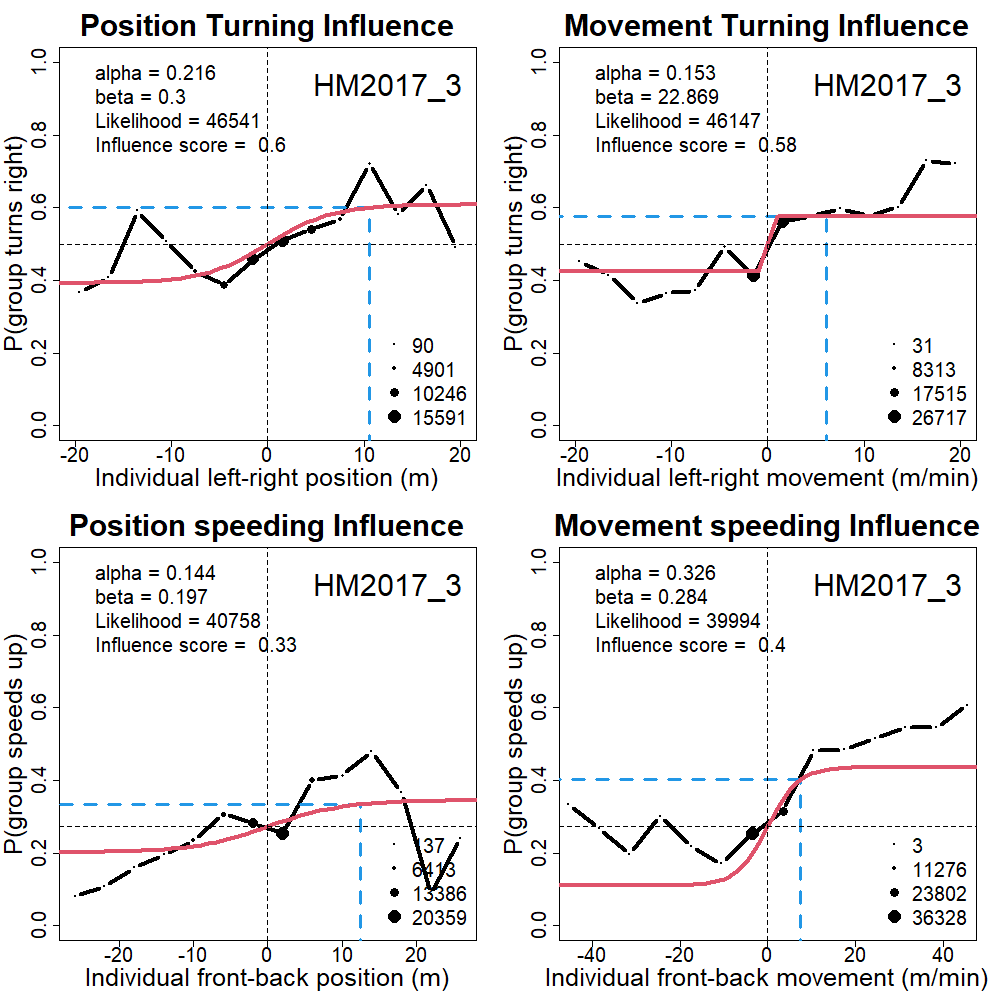 Position Turning Influence
alpha = 0.216
beta = 0.3
Likelihood = 46541
Influence score = 0.6
HM2017_3
P(group turns right)
1.0
0.8
0.6
0.4
0.2
0.0
90
4901
10246
15591
-20 -10 0 10 20
Individual left-right position (m)
Movement Turning Influence
alpha = 0.153
beta = 22.869
Likelihood = 46147
Influence score = 0.58
HM2017_3
P(group turns right)
1.0
0.8
0.6
0.4
0.2
0.0
31
8313
17515
26717
-20 -10 0 10 20
Individual left-right movement (m/min)
Position speeding Influence
alpha = 0.144
beta = 0.197
Likelihood = 40758
Influence score = 0.33
HM2017_3
P(group speeds up)
1.0
0.8
0.6
0.4
0.2
0.0
137
6413
13386
20359
-20 -10 0 10 20
Individual front-back position (m)
Movement speeding Influence
alpha = 0.326
beta = 0.284
Likelihood = 39994
Influence score = 0.4
HM2017_3
P(group speeds up)
1.0
0.8
0.6
0.4
0.2
0.0
3
11276
23802
36328
-40 -20 0 20 40
Individual front-back movement (m/min)